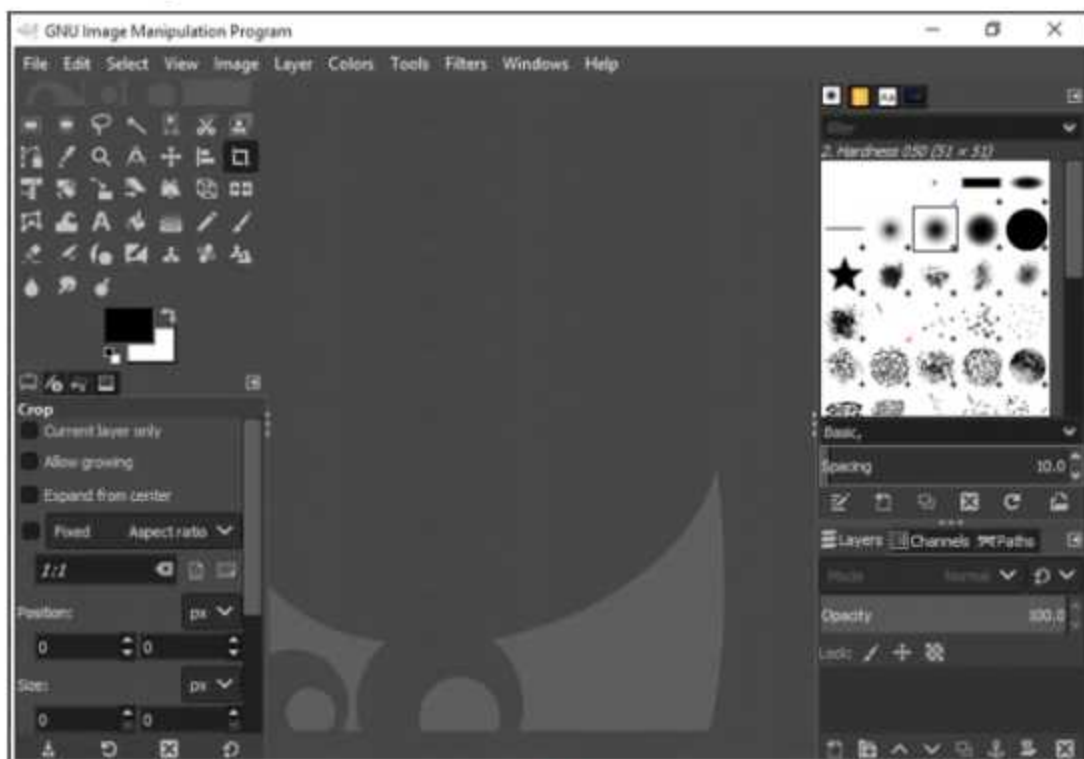 GNU Image Manipulation Program
File Edit Select View Image Layer Colors Tools Filters Windows Help
filter
2. Hardness 050 (51 × 51)
Crop
Current layer only
Allow growing
Expand from center
Fixed Aspect ratio
1:1
Position: px
0 0
Size: px
0 0
Basic,
Spacing 10.0
Layers Channels Paths
Mode Normal
Opacity 100.0
Lock: